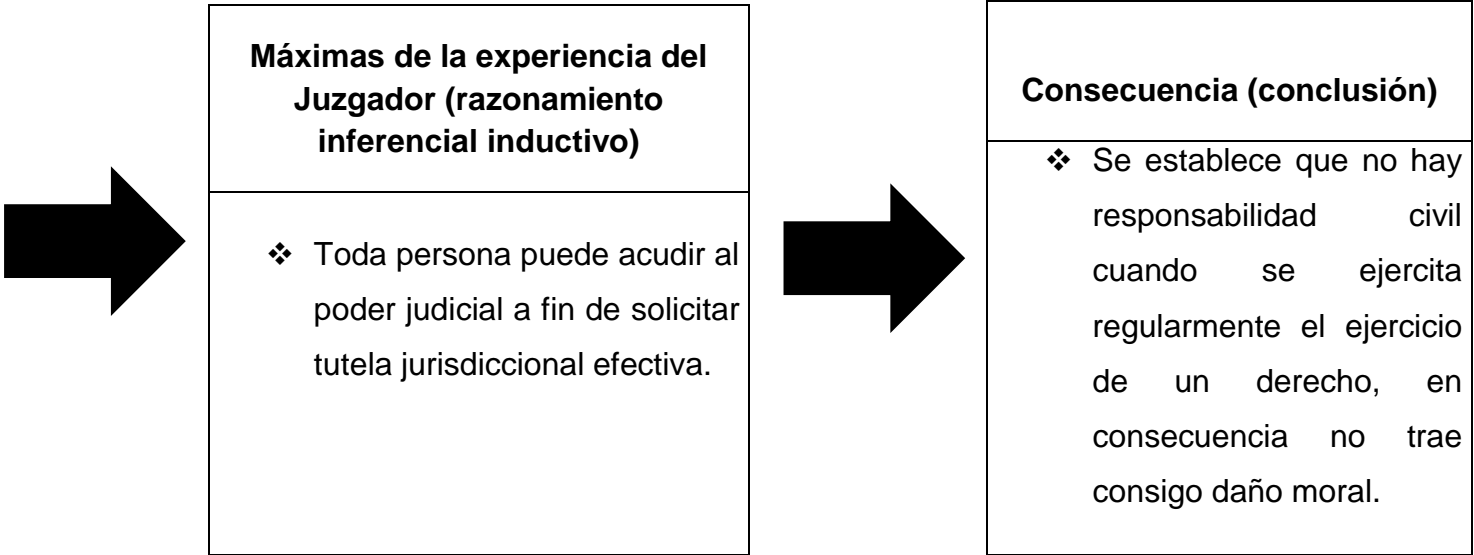 Máximas de la experiencia del
Juzgador (razonamiento
inferencial inductivo)
❖ Toda persona puede acudir al
poder judicial a fin de solicitar
tutela jurisdiccional efectiva.
Consecuencia (conclusión)
❖ Se establece que no hay
responsabilidad civil
cuando se ejercita
regularmente el ejercicio
de un derecho, en
consecuencia no trae
consigo daño moral.